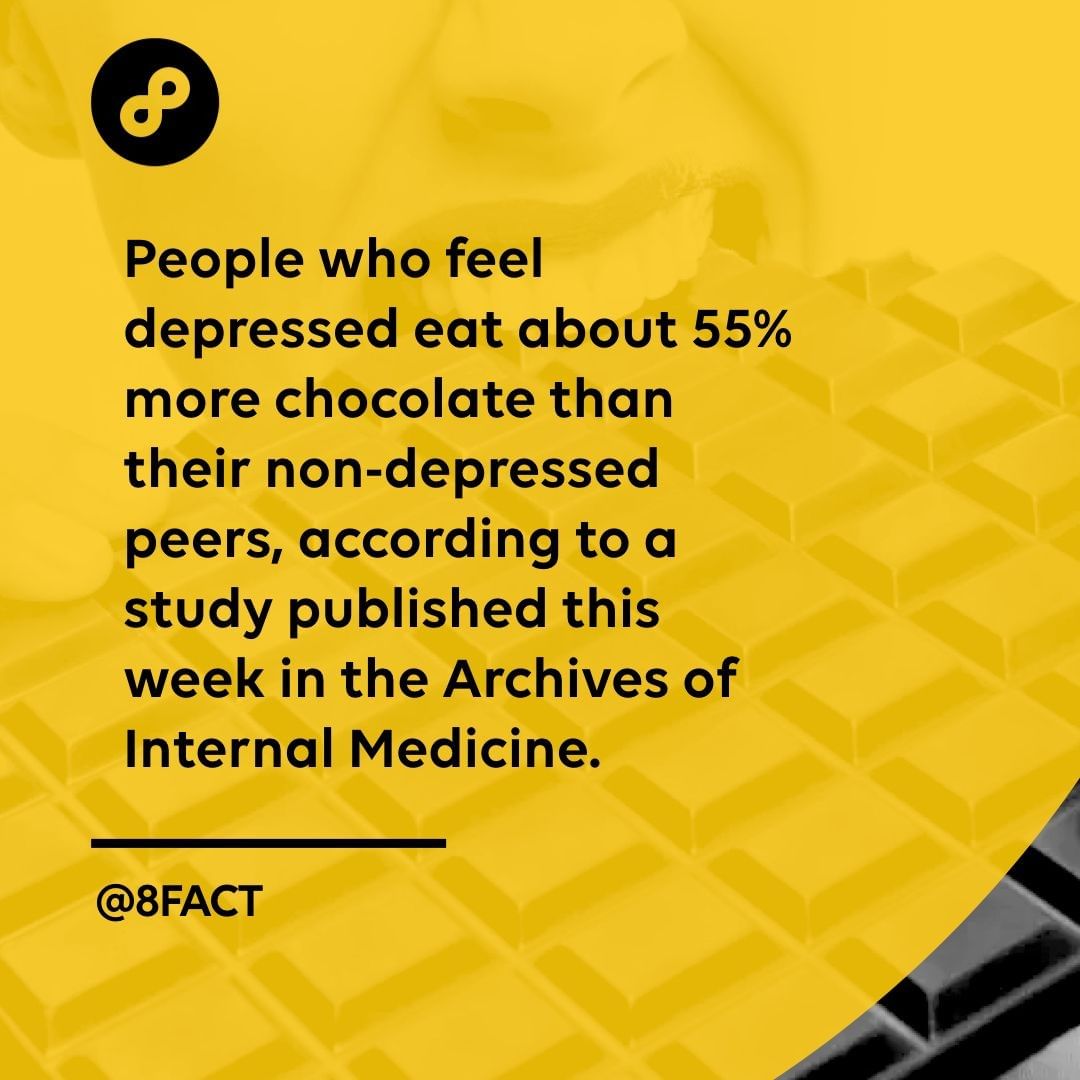 People who feel
depressed eat about 55%
more chocolate than
their non-depressed
peers, according to a
study published this
week in the Archives of
Internal Medicine.
@8FACT